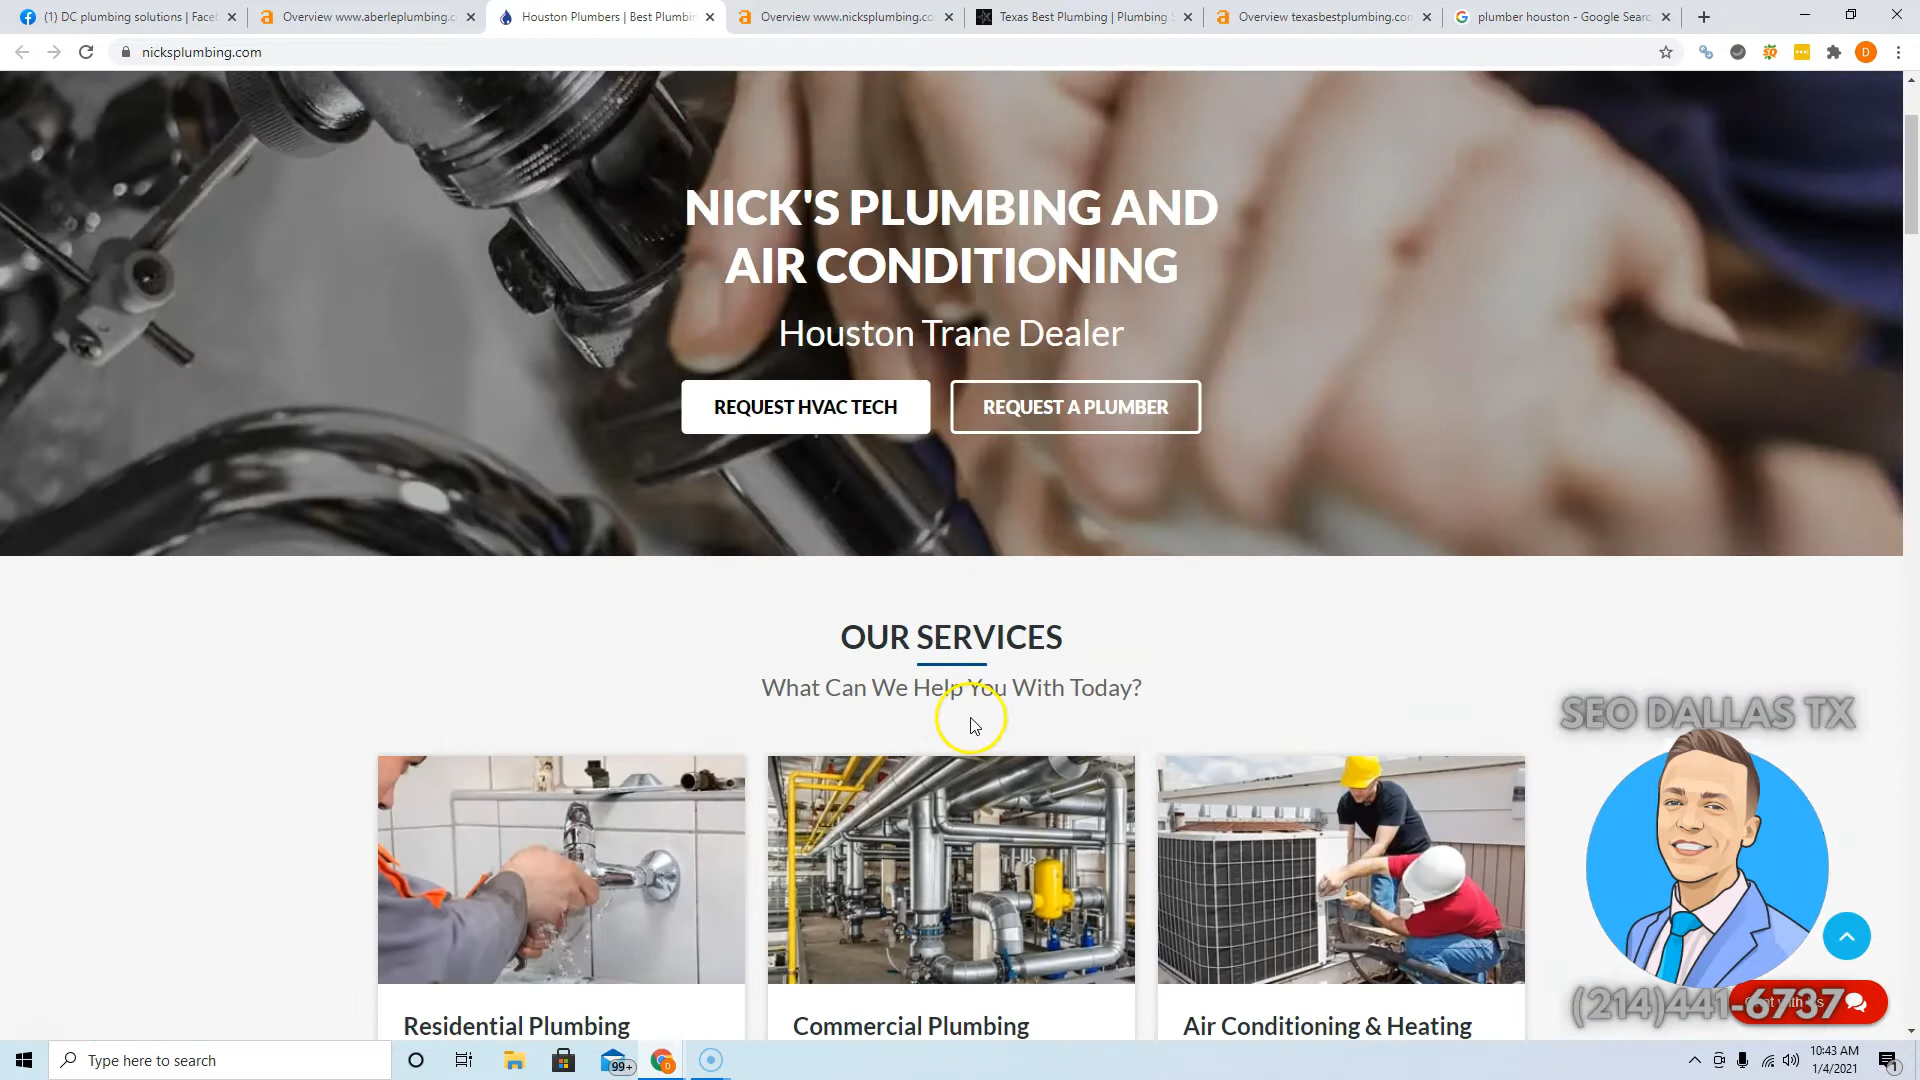 (1) DC plumbing solutions | Face
Overview www.aberleplumbing.c
Houston Plumbers | Best Plumbin
Overview www.nicksplumbing.co
Texas Best Plumbing | Plumbing S
Overview texasbestplumbing.com
plumber houston - Google Searc
nicksplumbing.com
D
NICK'S PLUMBING AND
AIR CONDITIONING
Houston Trane Dealer
REQUEST HVAC TECH
REQUEST A PLUMBER
OUR SERVICES
What Can We Help You With Today?
SEO DALLAS TX
Residential Plumbing
Commercial Plumbing
Air Conditioning & Heating
(214)441-6737
Type here to search
99+
D
10:43 AM
1/4/2021
1